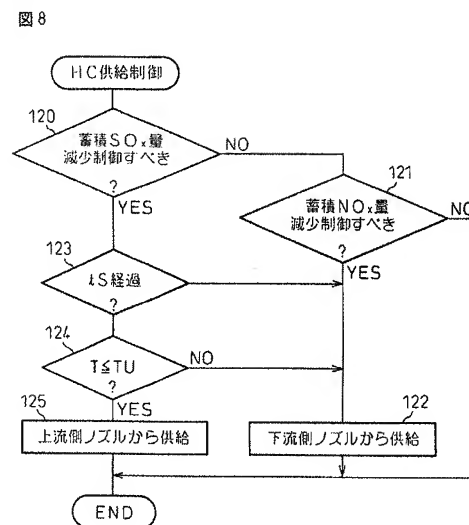 図8
HC供給制御
120
蓄積SOx量
減少制御すべき
?
NO
YES
121
蓄積NOx量
減少制御すべき
?
NO
YES
123
tS経過
?
124
T≦TU
?
NO
YES
125
上流側ノズルから供給
122
下流側ノズルから供給
END